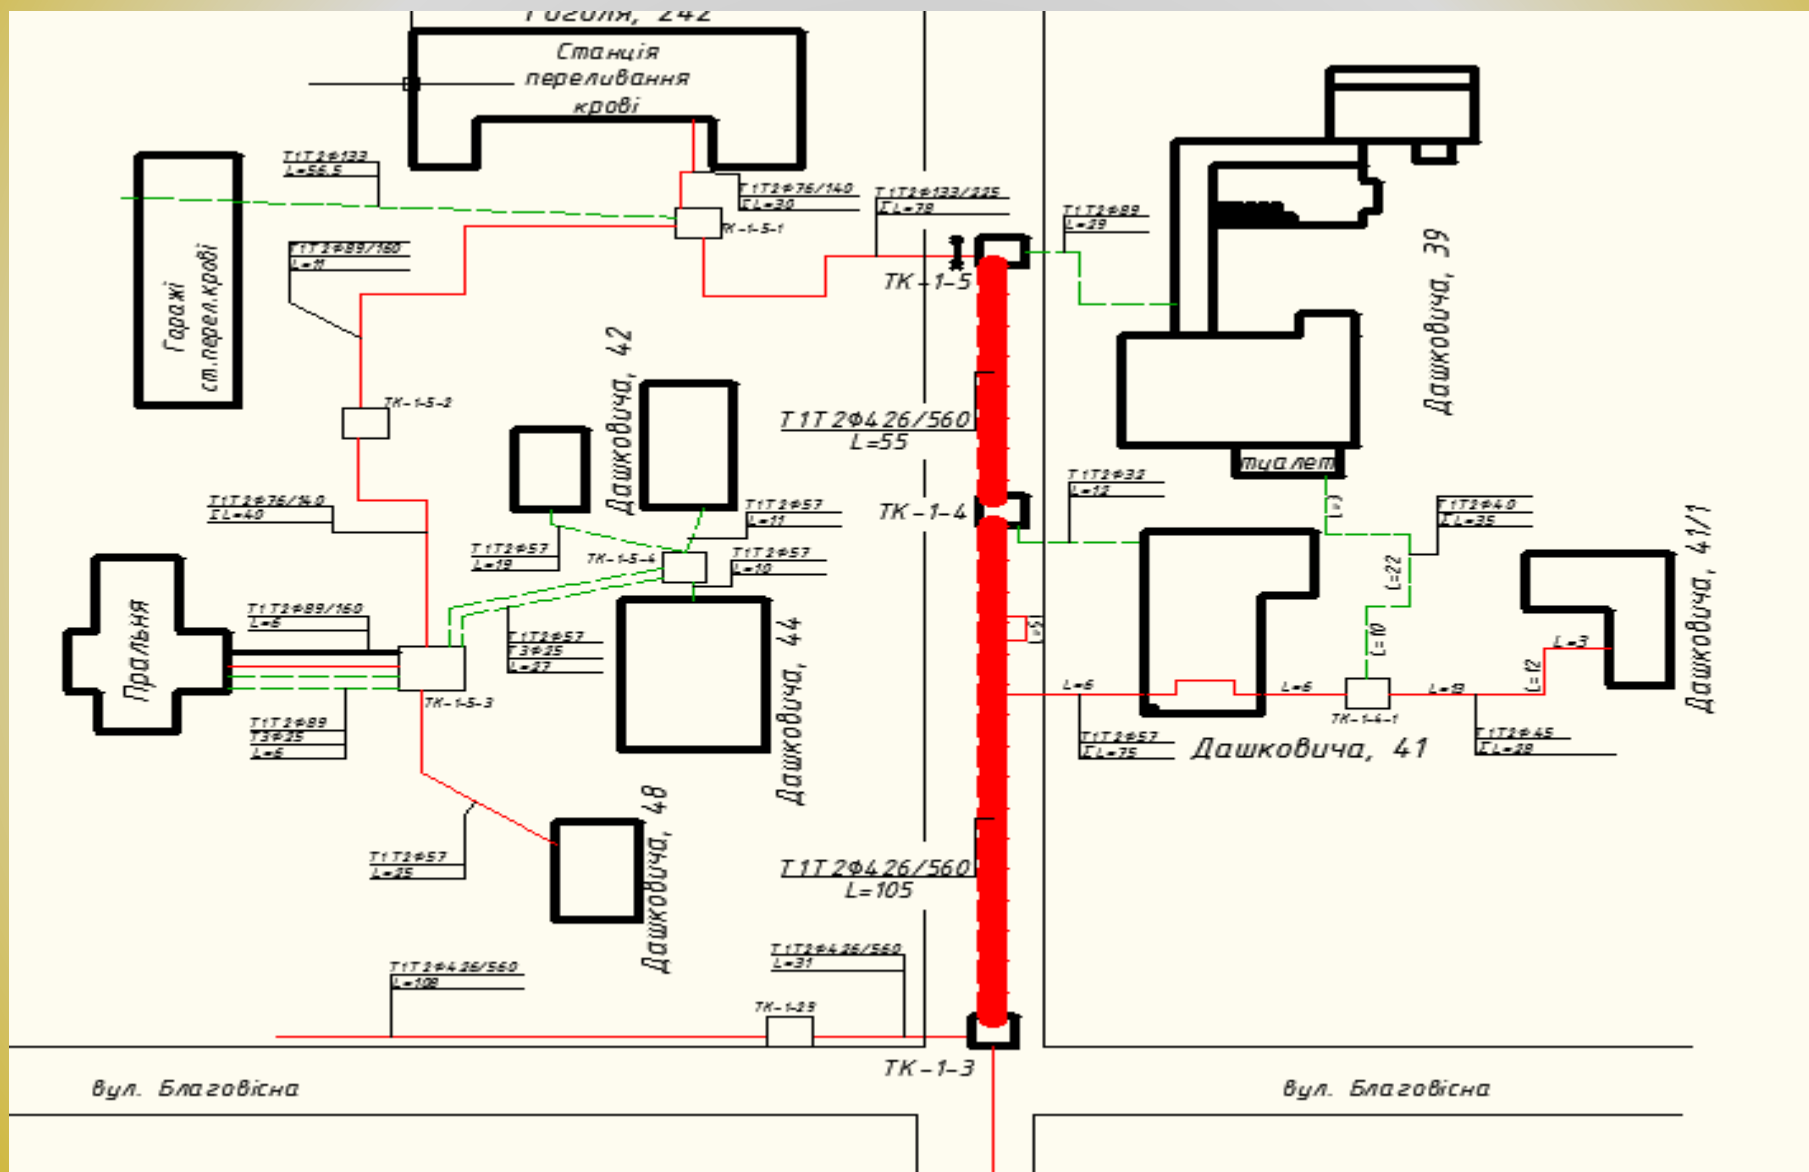 Гоголя, 242
Станція
переливання
крові
Т1Т2Ф133
L=56.5
Т1Т2Ф76/140
ΣL=30
Т1Т2Ф133/225
ΣL=78
Т1Т2Ф89
L=29
ТК-1-5-1
ТК-1-5
Т1Т2Ф89/160
L=11
Гаражі
ст.перел.крові
Дашковича, 39
ТК-1-5-2
Дашковича, 42
Т1Т2Ф426/560
L=55
туалет
Т1Т2Ф76/140
ΣL=40
Т1Т2Ф57
L=11
ТК-1-4
Т1Т2Ф32
L=12
L=3
Т1Т2Ф40
ΣL=35
Т1Т2Ф57
L=19
ТК-1-5-4
Т1Т2Ф57
L=10
L=22
Дашковича, 41/1
Пральня
Т1Т2Ф89/160
L=6
Т1Т2Ф57
Т3Ф25
L=27
Дашковича, 44
L=5
L=10
L=3
L=12
L=6
L=6
L=13
ТК-1-5-3
ТК-1-4-1
Т1Т2Ф89
Т3Ф25
L=6
Т1Т2Ф57
ΣL=75
Дашковича, 41
Т1Т2Ф45
ΣL=28
Дашковича, 48
Т1Т2Ф57
L=25
Т1Т2Ф426/560
L=105
Т1Т2Ф426/560
L=108
Т1Т2Ф426/560
L=31
ТК-1-29
ТК-1-3
вул. Благовісна
вул. Благовісна